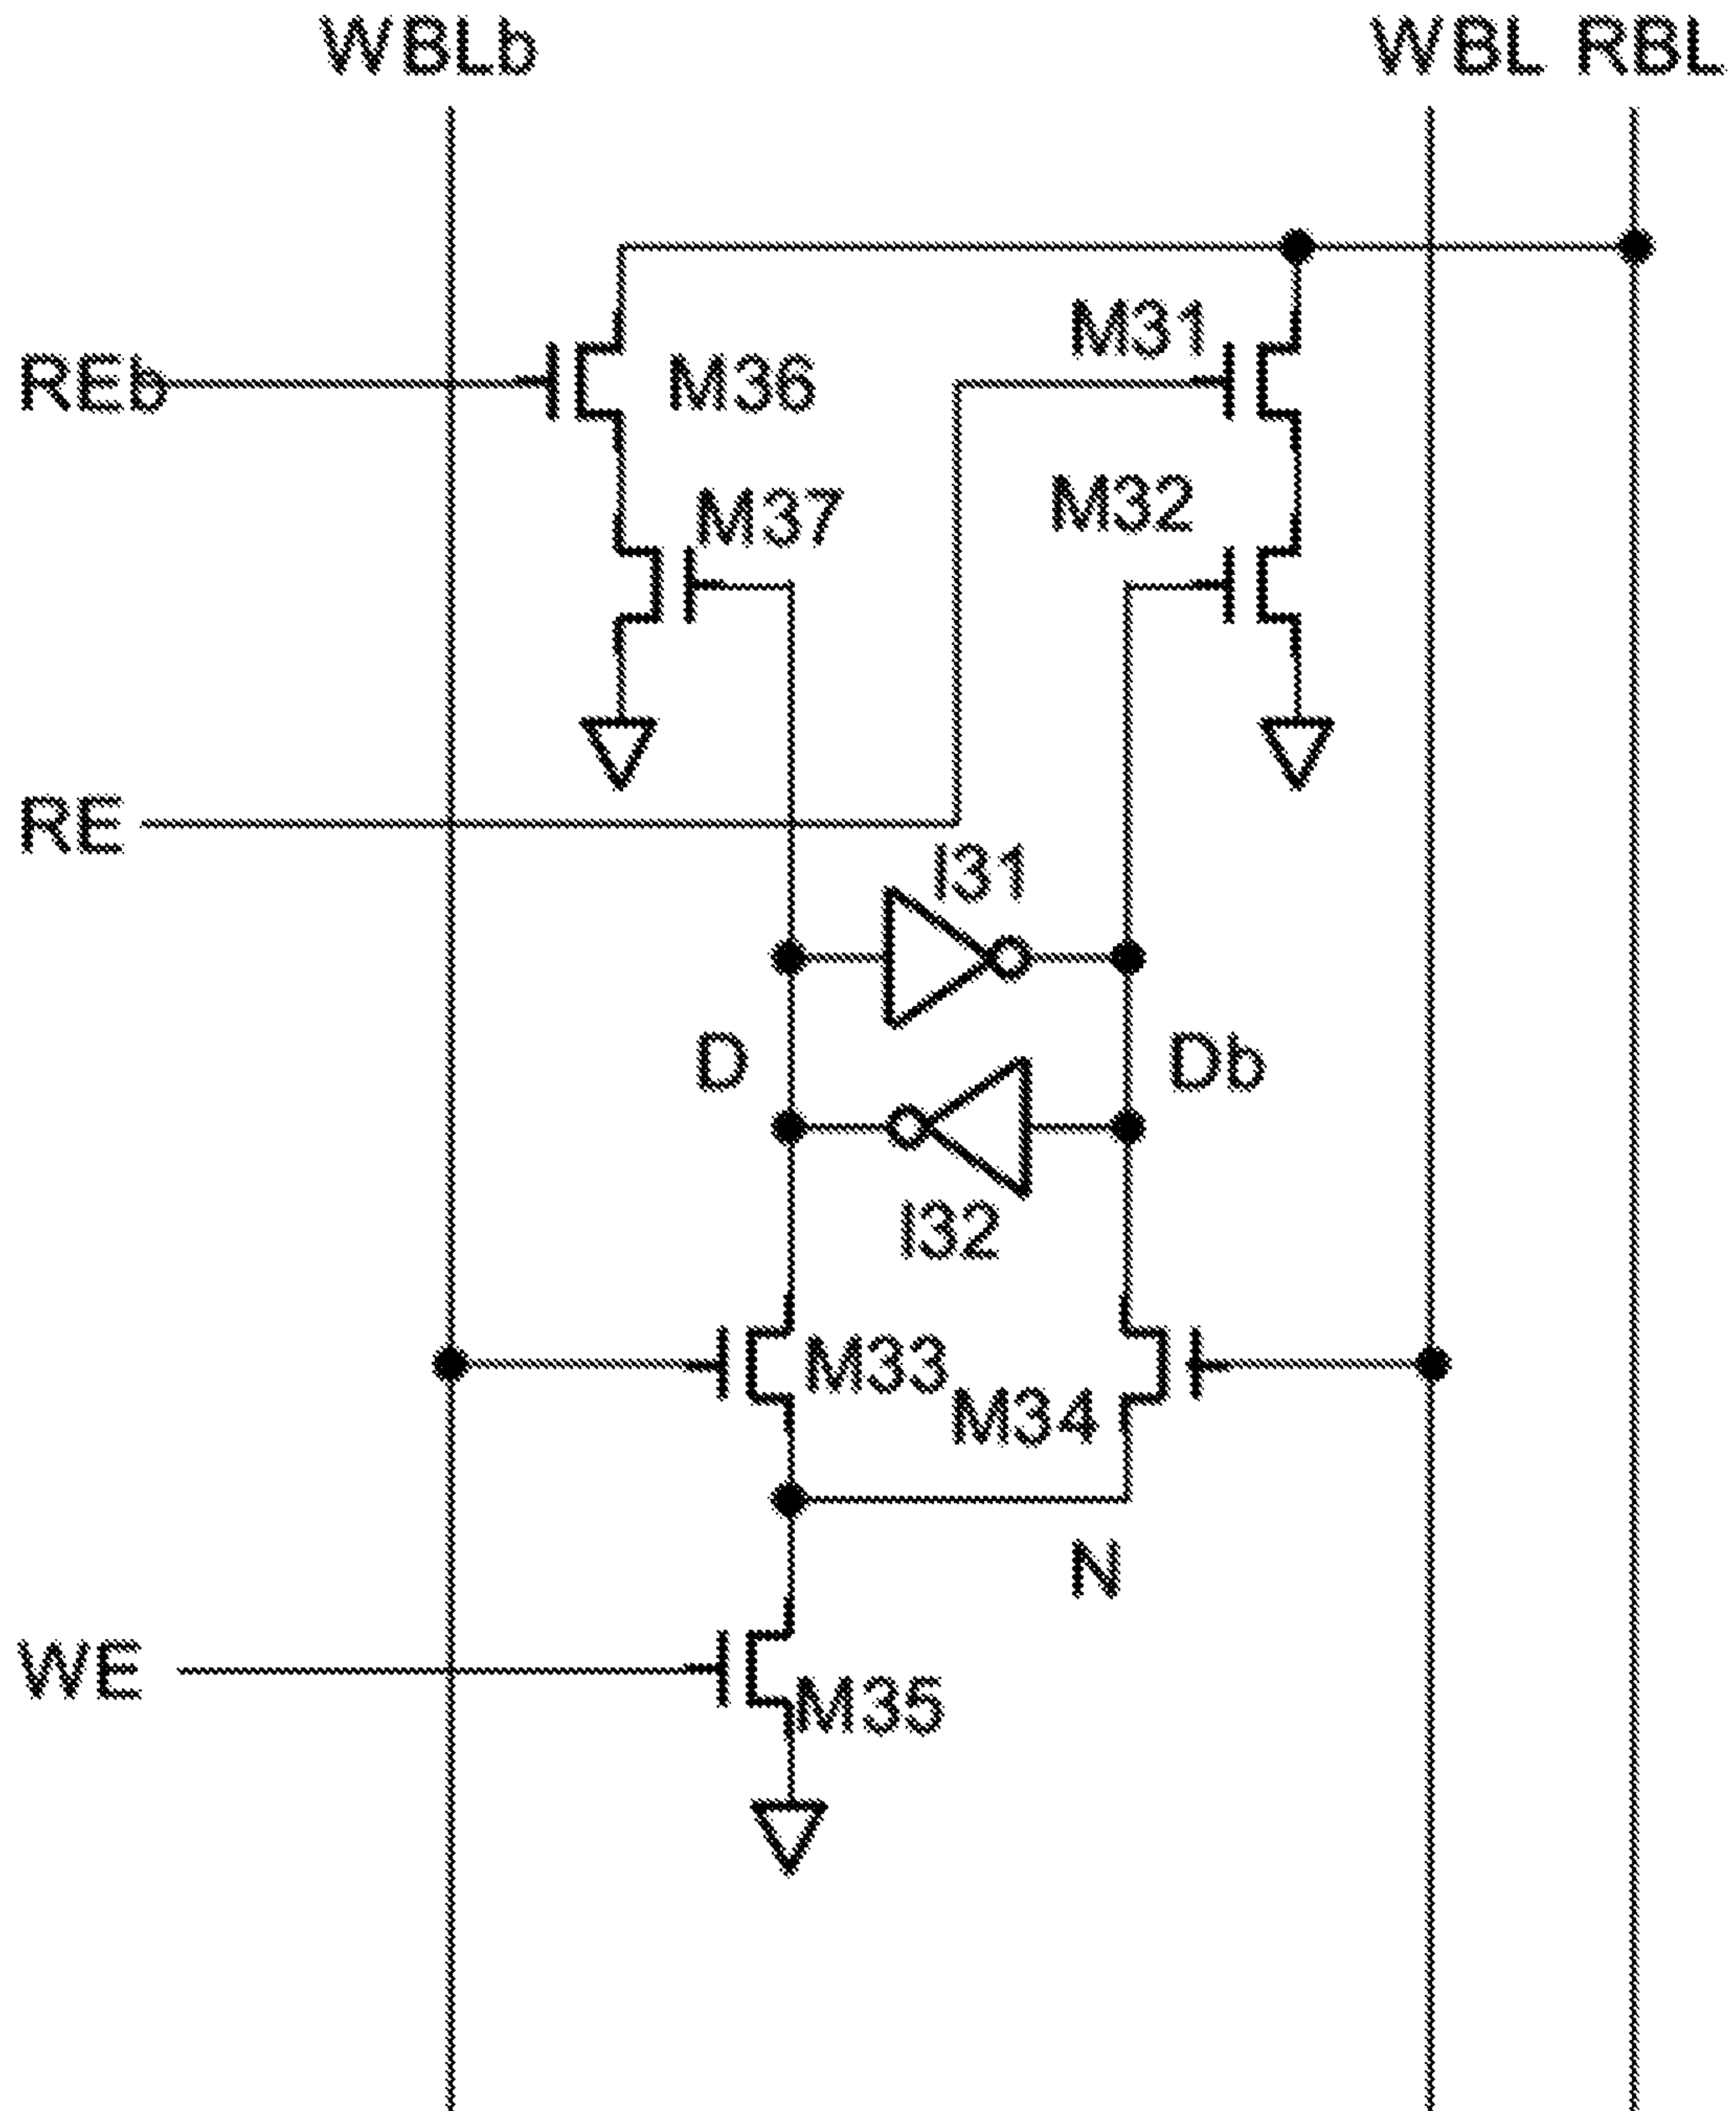 WBLb WBL RBL
M31
REb M36
M32
M37
RE
I31
D Db
I32
M33
M34
N
WE
M35